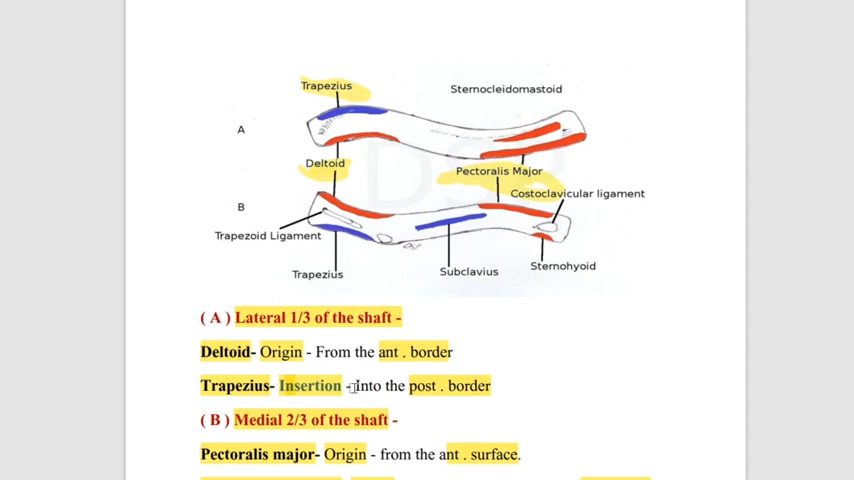 Trapezius
Sternocleidomastoid
A
Deltoid
Pectoralis Major
B
Costoclavicular ligament
Trapezoid Ligament
Trapezius
Subclavius
Sternohyoid
( A ) Lateral 1/3 of the shaft -
Deltoid- Origin - From the ant . border
Trapezius- Insertion - Into the post . border
( B ) Medial 2/3 of the shaft -
Pectoralis major- Origin - from the ant . surface.